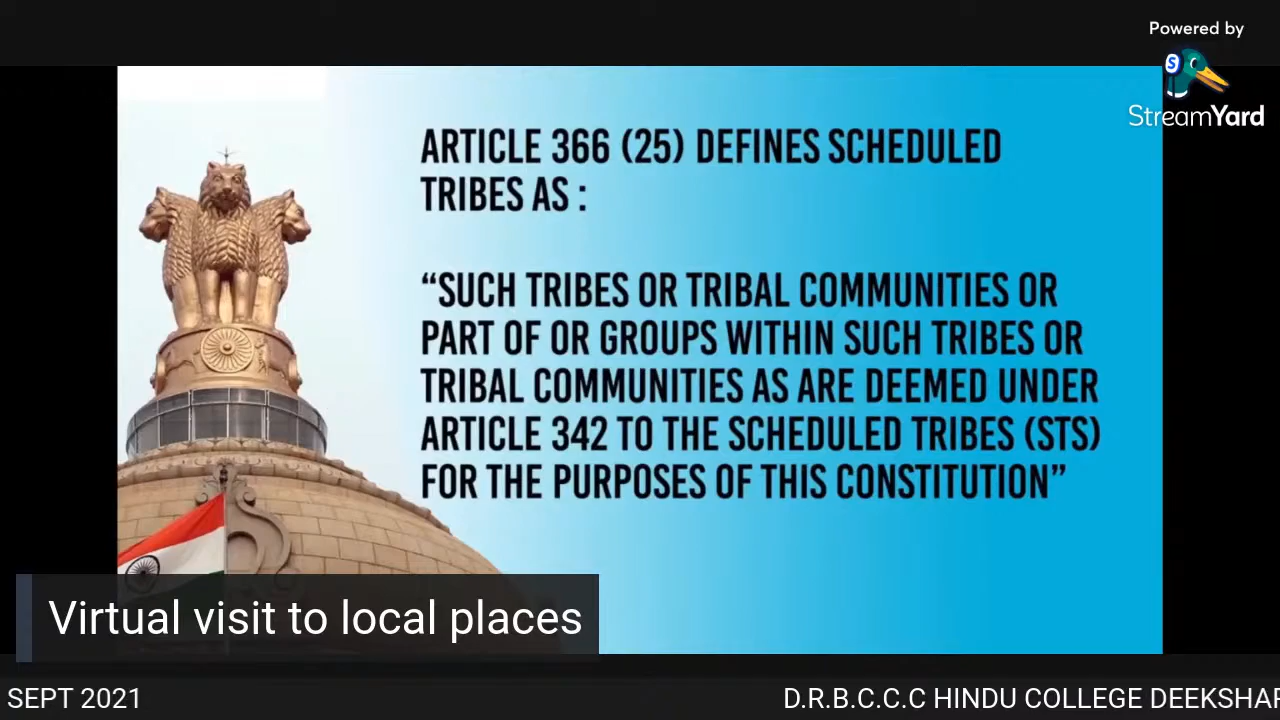 Powered by
StreamYard
ARTICLE 366 (25) DEFINES SCHEDULED
TRIBES AS :
“SUCH TRIBES OR TRIBAL COMMUNITIES OR
PART OF OR GROUPS WITHIN SUCH TRIBES OR
TRIBAL COMMUNITIES AS ARE DEEMED UNDER
ARTICLE 342 TO THE SCHEDULED TRIBES (STS)
FOR THE PURPOSES OF THIS CONSTITUTION”
Virtual visit to local places
SEPT 2021 D.R.B.C.C.C HINDU COLLEGE